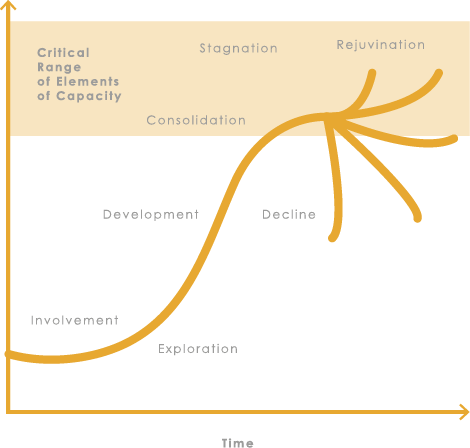 Critical
Range
of Elements
of Capacity
Stagnation
Rejuvination
Consolidation
Development
Decline
Involvement
Exploration
Time